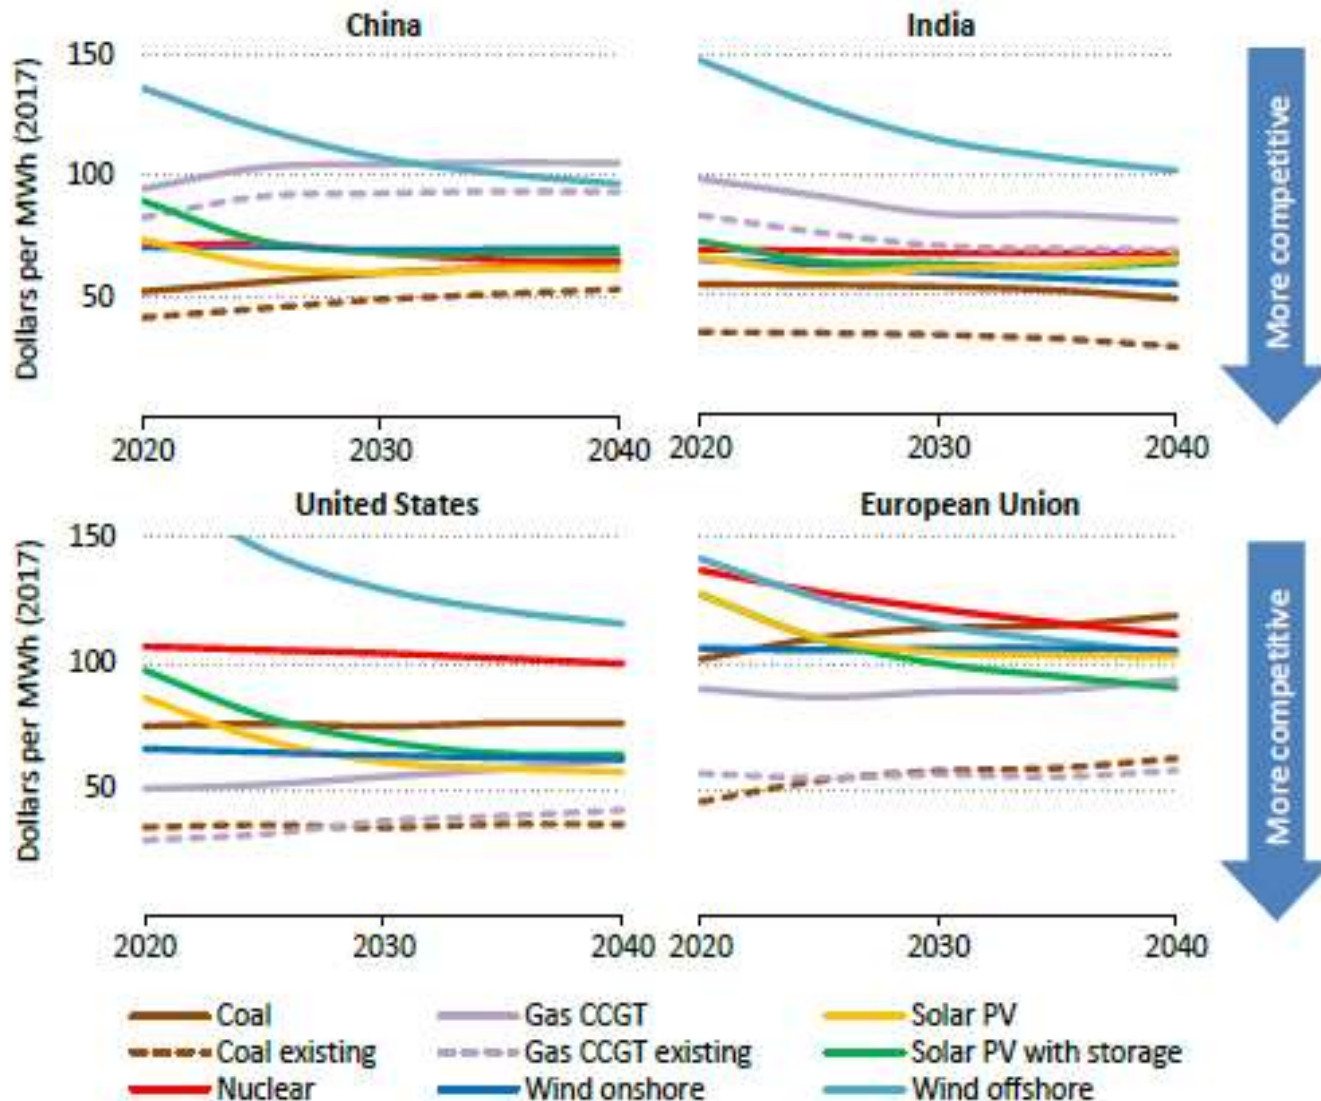 China
India
Dollars per MWh (2017)
150
100
50
2020
2030
2040
2020
2030
2040
More competitive
United States
European Union
Dollars per MWh (2017)
150
100
50
2020
2030
2040
2020
2030
2040
More competitive
Coal
Gas CCGT
Solar PV
Coal existing
Gas CCGT existing
Solar PV with storage
Nuclear
Wind onshore
Wind offshore